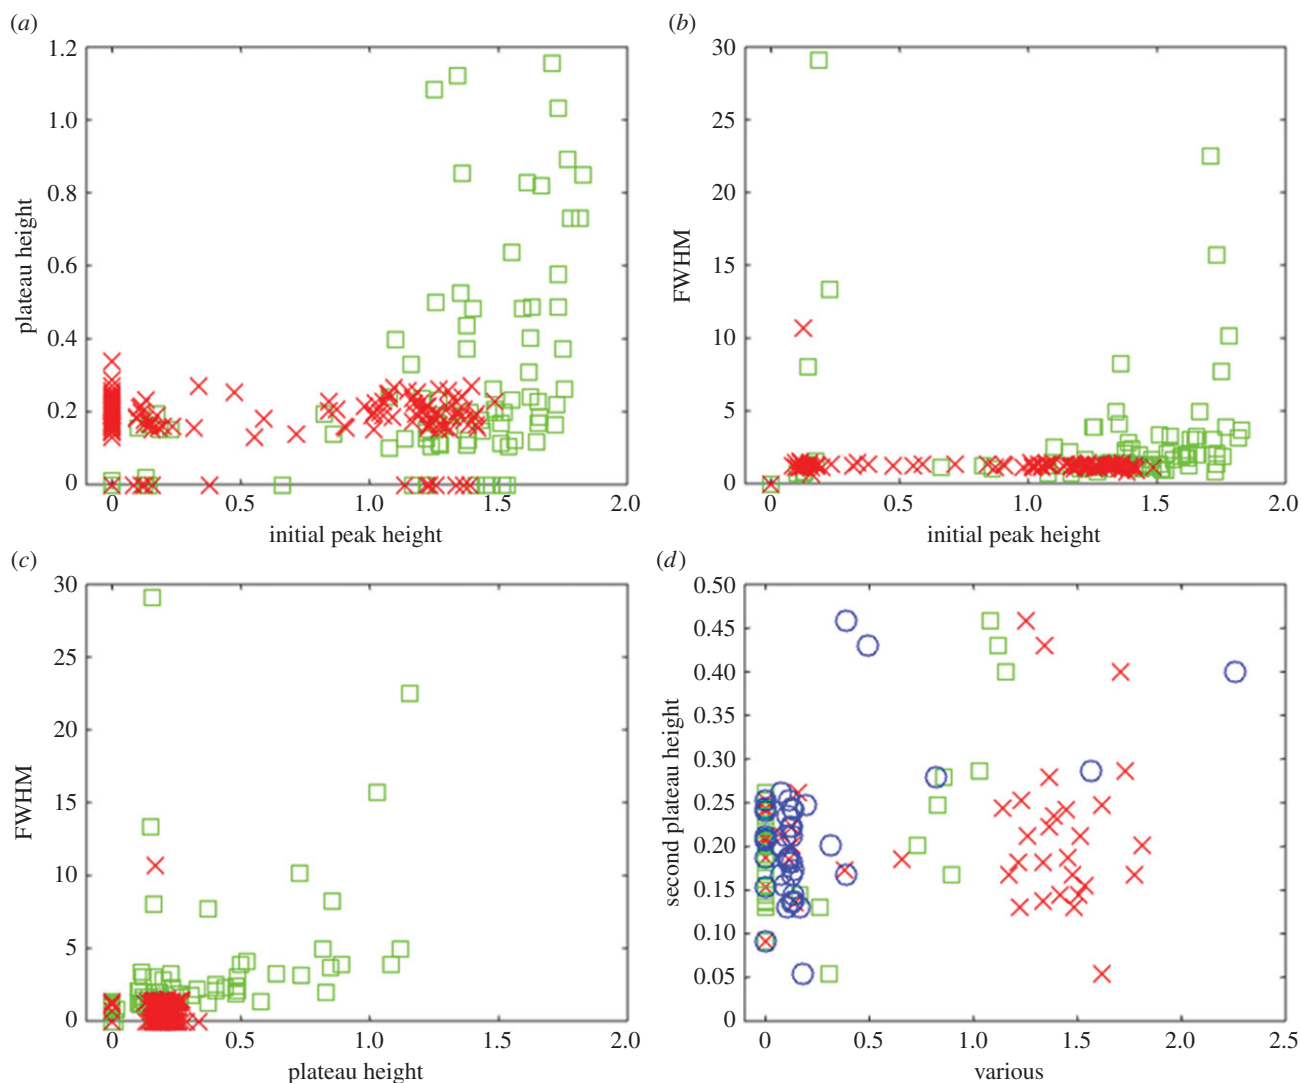 (a)
1.2
1.0
0.8
0.6
0.4
0.2
0
plateau height
0 0.5 1.0 1.5 2.0
initial peak height
(b)
30
25
20
15
10
5
0
FWHM
0 0.5 1.0 1.5 2.0
initial peak height
(c)
30
25
20
15
10
5
0
FWHM
0 0.5 1.0 1.5 2.0
plateau height
(d)
0.50
0.45
0.40
0.35
0.30
0.25
0.20
0.15
0.10
0.05
0
second plateau height
0 0.5 1.0 1.5 2.0 2.5
various